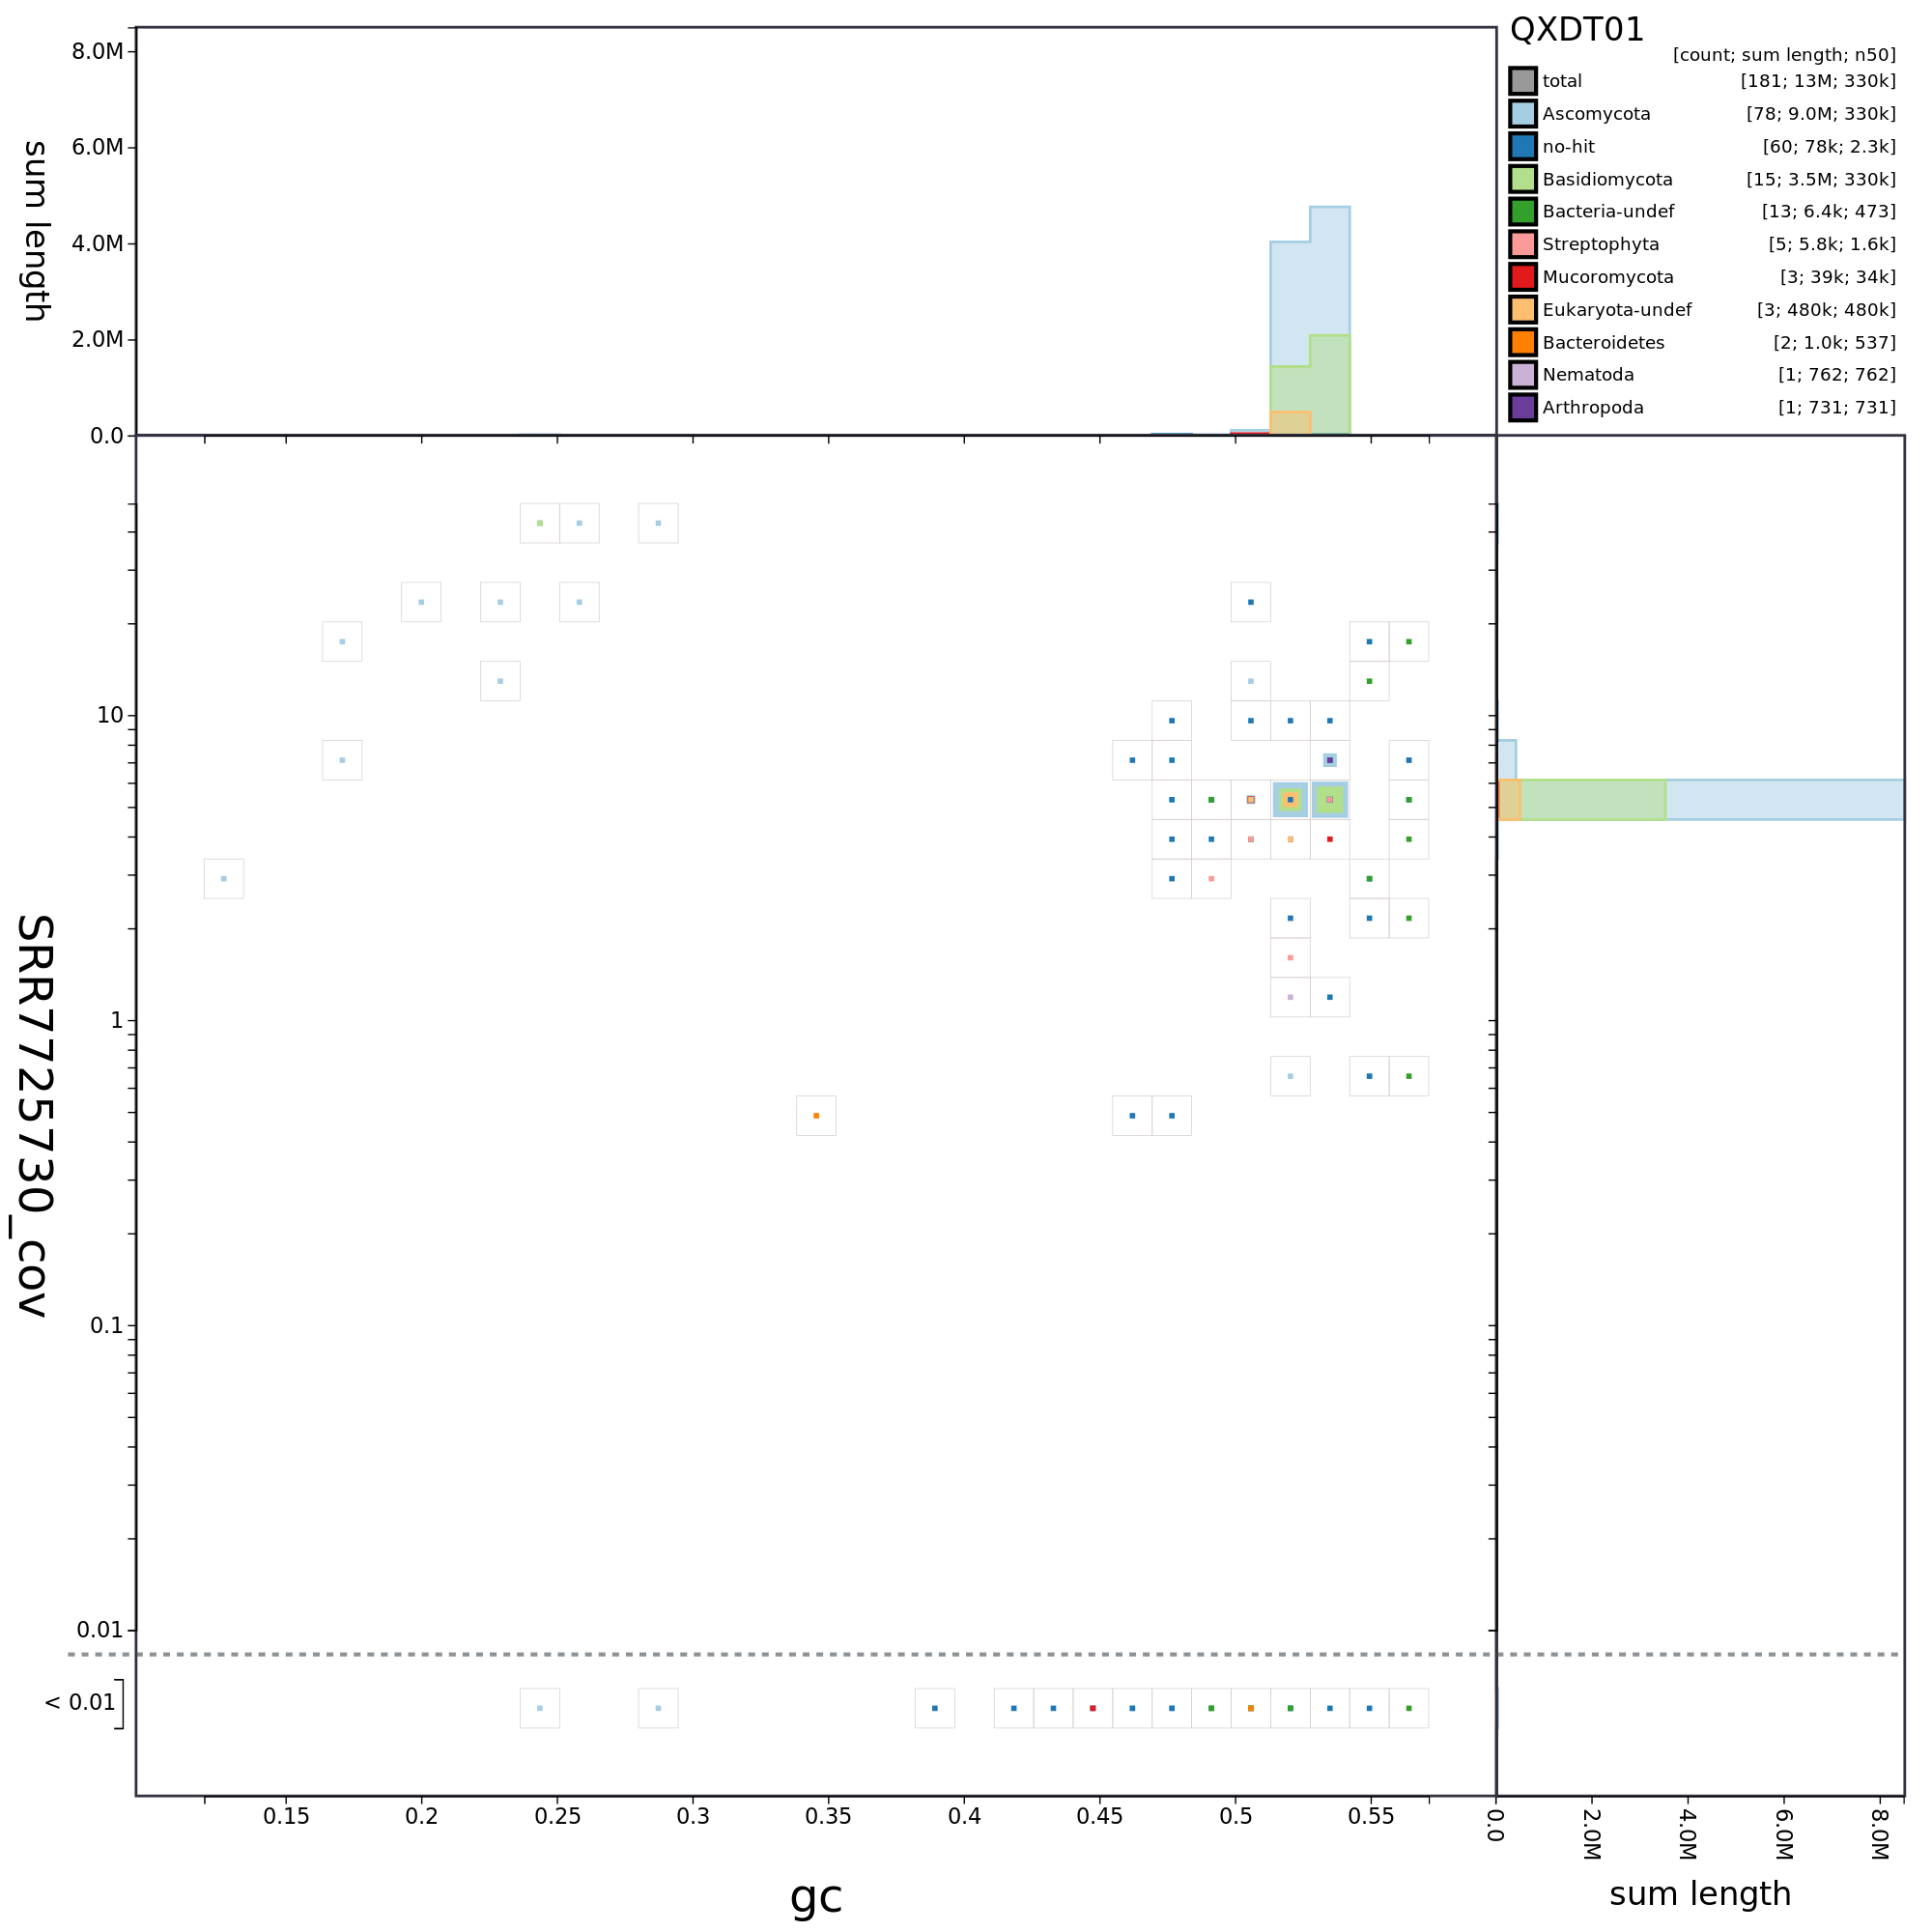 QXDT01
[count; sum length; n50]
total [181; 13M; 330k]
Ascomycota [78; 9.0M; 330k]
no-hit [60; 78k; 2.3k]
Basidiomycota [15; 3.5M; 330k]
Bacteria-undef [13; 6.4k; 473]
Streptophyta [5; 5.8k; 1.6k]
Mucoromycota [3; 39k; 34k]
Eukaryota-undef [3; 480k; 480k]
Bacteroidetes [2; 1.0k; 537]
Nematoda [1; 762; 762]
Arthropoda [1; 731; 731]
sum length
8.0M
6.0M
4.0M
2.0M
0.0
SRR7725730_cov
10
1
0.1
0.01
< 0.01
0.15 0.2 0.25 0.3 0.35 0.4 0.45 0.5 0.55
gc
0.0 2.0M 4.0M 6.0M 8.0M
sum length